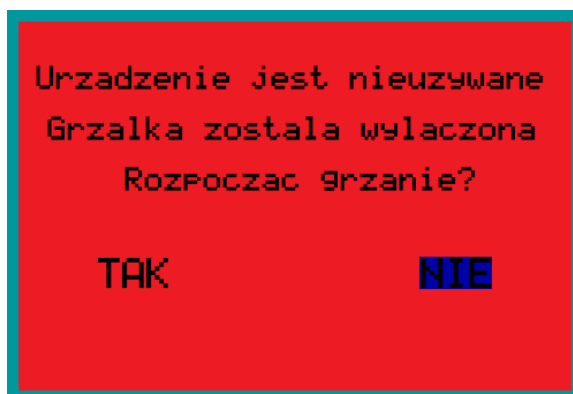 Urzadzenie jest nieuzywane
Grzalka zostala wylaczona
Rozpoczac grzanie?
TAK NIE